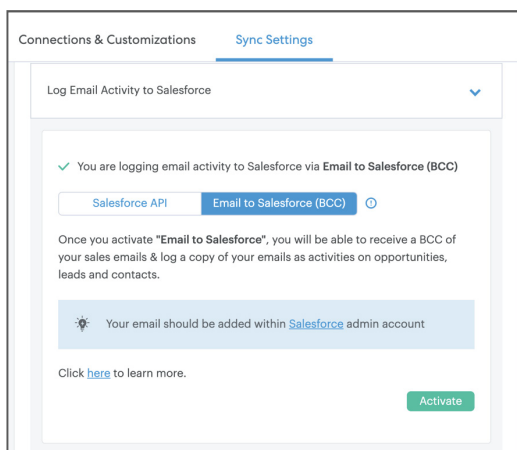 Connections & Customizations Sync Settings
Log Email Activity to Salesforce
You are logging email activity to Salesforce via Email to Salesforce (BCC)
Salesforce API Email to Salesforce (BCC)
Once you activate "Email to Salesforce", you will be able to receive a BCC of
your sales emails & log a copy of your emails as activities on opportunities,
leads and contacts.
Your email should be added within Salesforce admin account
Click here to learn more.
Activate